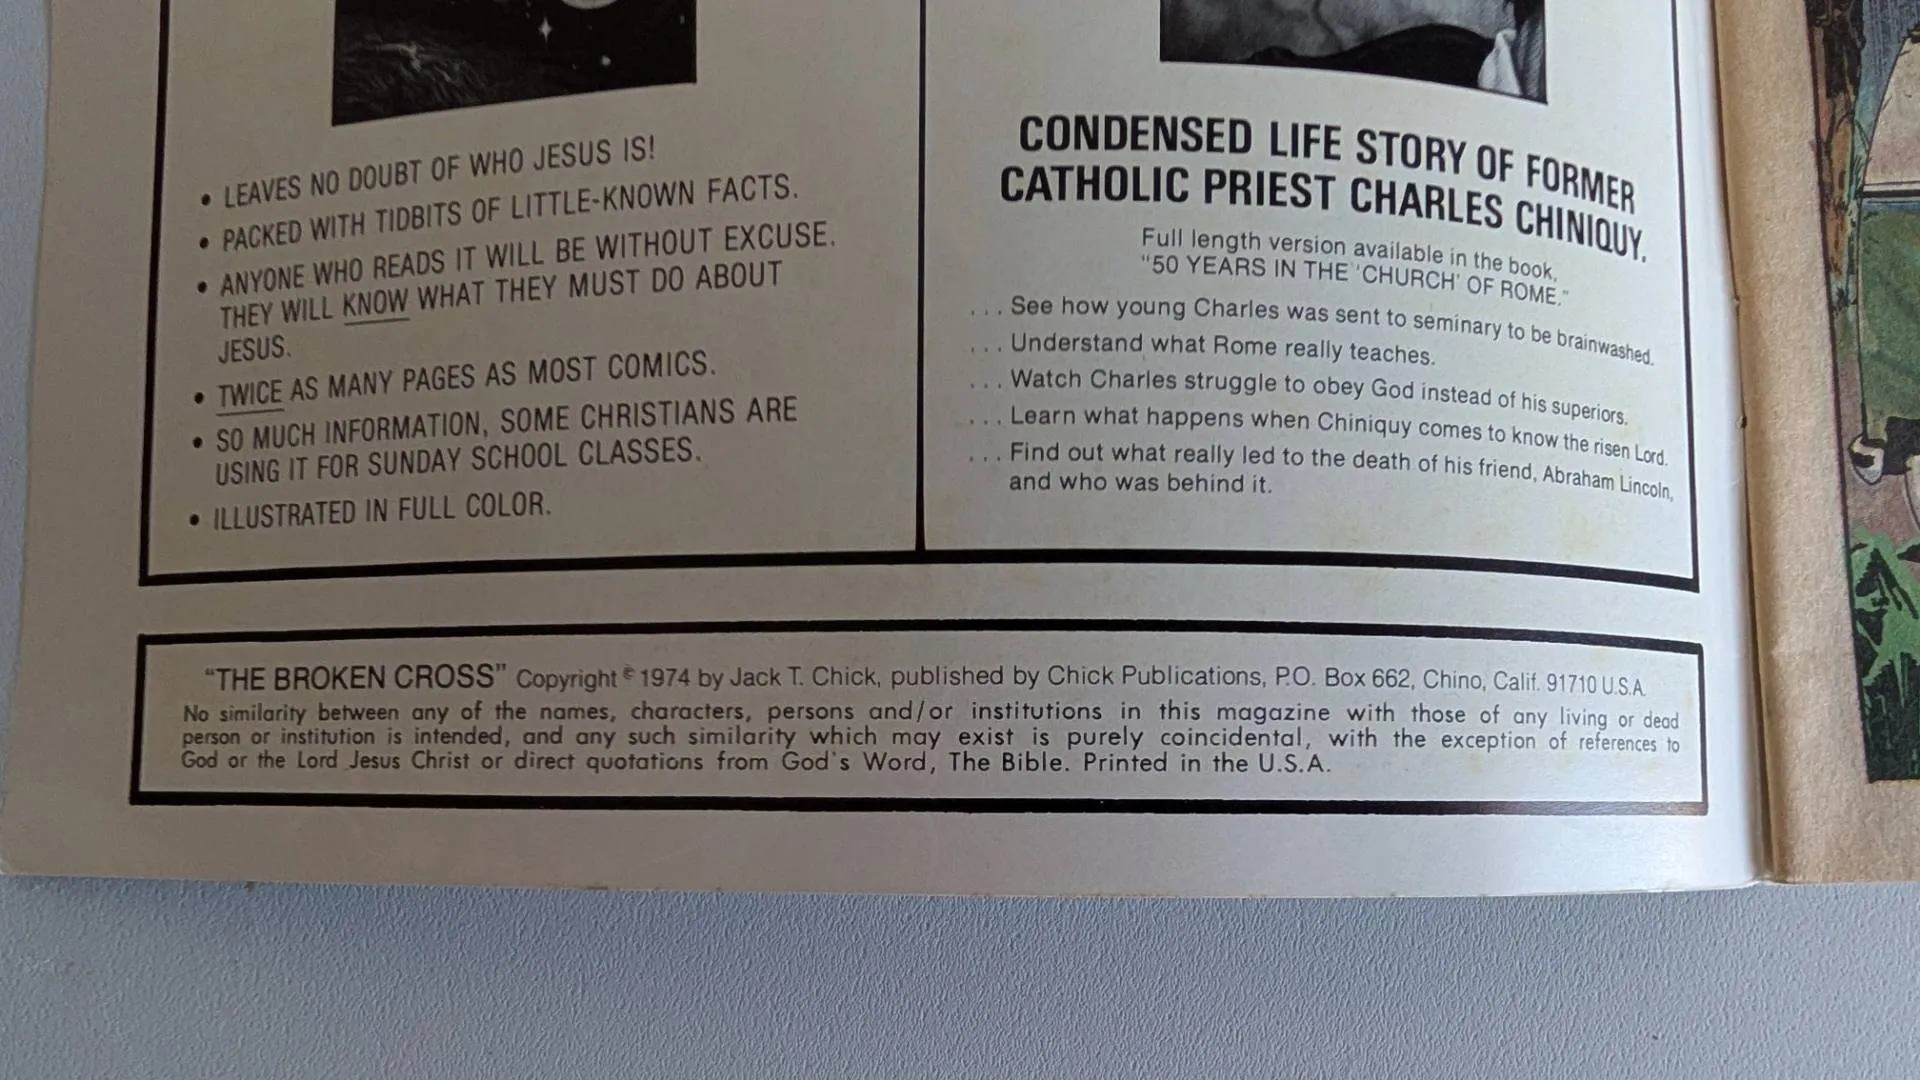 • LEAVES NO DOUBT OF WHO JESUS IS!
• PACKED WITH TIDBITS OF LITTLE-KNOWN FACTS.
• ANYONE WHO READS IT WILL BE WITHOUT EXCUSE.
THEY WILL KNOW WHAT THEY MUST DO ABOUT
JESUS.
• TWICE AS MANY PAGES AS MOST COMICS.
• SO MUCH INFORMATION, SOME CHRISTIANS ARE
USING IT FOR SUNDAY SCHOOL CLASSES.
• ILLUSTRATED IN FULL COLOR.
CONDENSED LIFE STORY OF FORMER
CATHOLIC PRIEST CHARLES CHINIQUY.
Full length version available in the book,
"50 YEARS IN THE 'CHURCH' OF ROME."
... See how young Charles was sent to seminary to be brainwashed.
... Understand what Rome really teaches.
... Watch Charles struggle to obey God instead of his superiors.
... Learn what happens when Chiniquy comes to know the risen Lord.
... Find out what really led to the death of his friend, Abraham Lincoln,
and who was behind it.
"THE BROKEN CROSS" Copyright © 1974 by Jack T. Chick, published by Chick Publications, P.O. Box 662, Chino, Calif. 91710 U.S.A.
No similarity between any of the names, characters, persons and/or institutions in this magazine with those of any living or dead
person or institution is intended, and any such similarity which may exist is purely coincidental, with the exception of references to
God or the Lord Jesus Christ or direct quotations from God's Word, The Bible. Printed in the U.S.A.